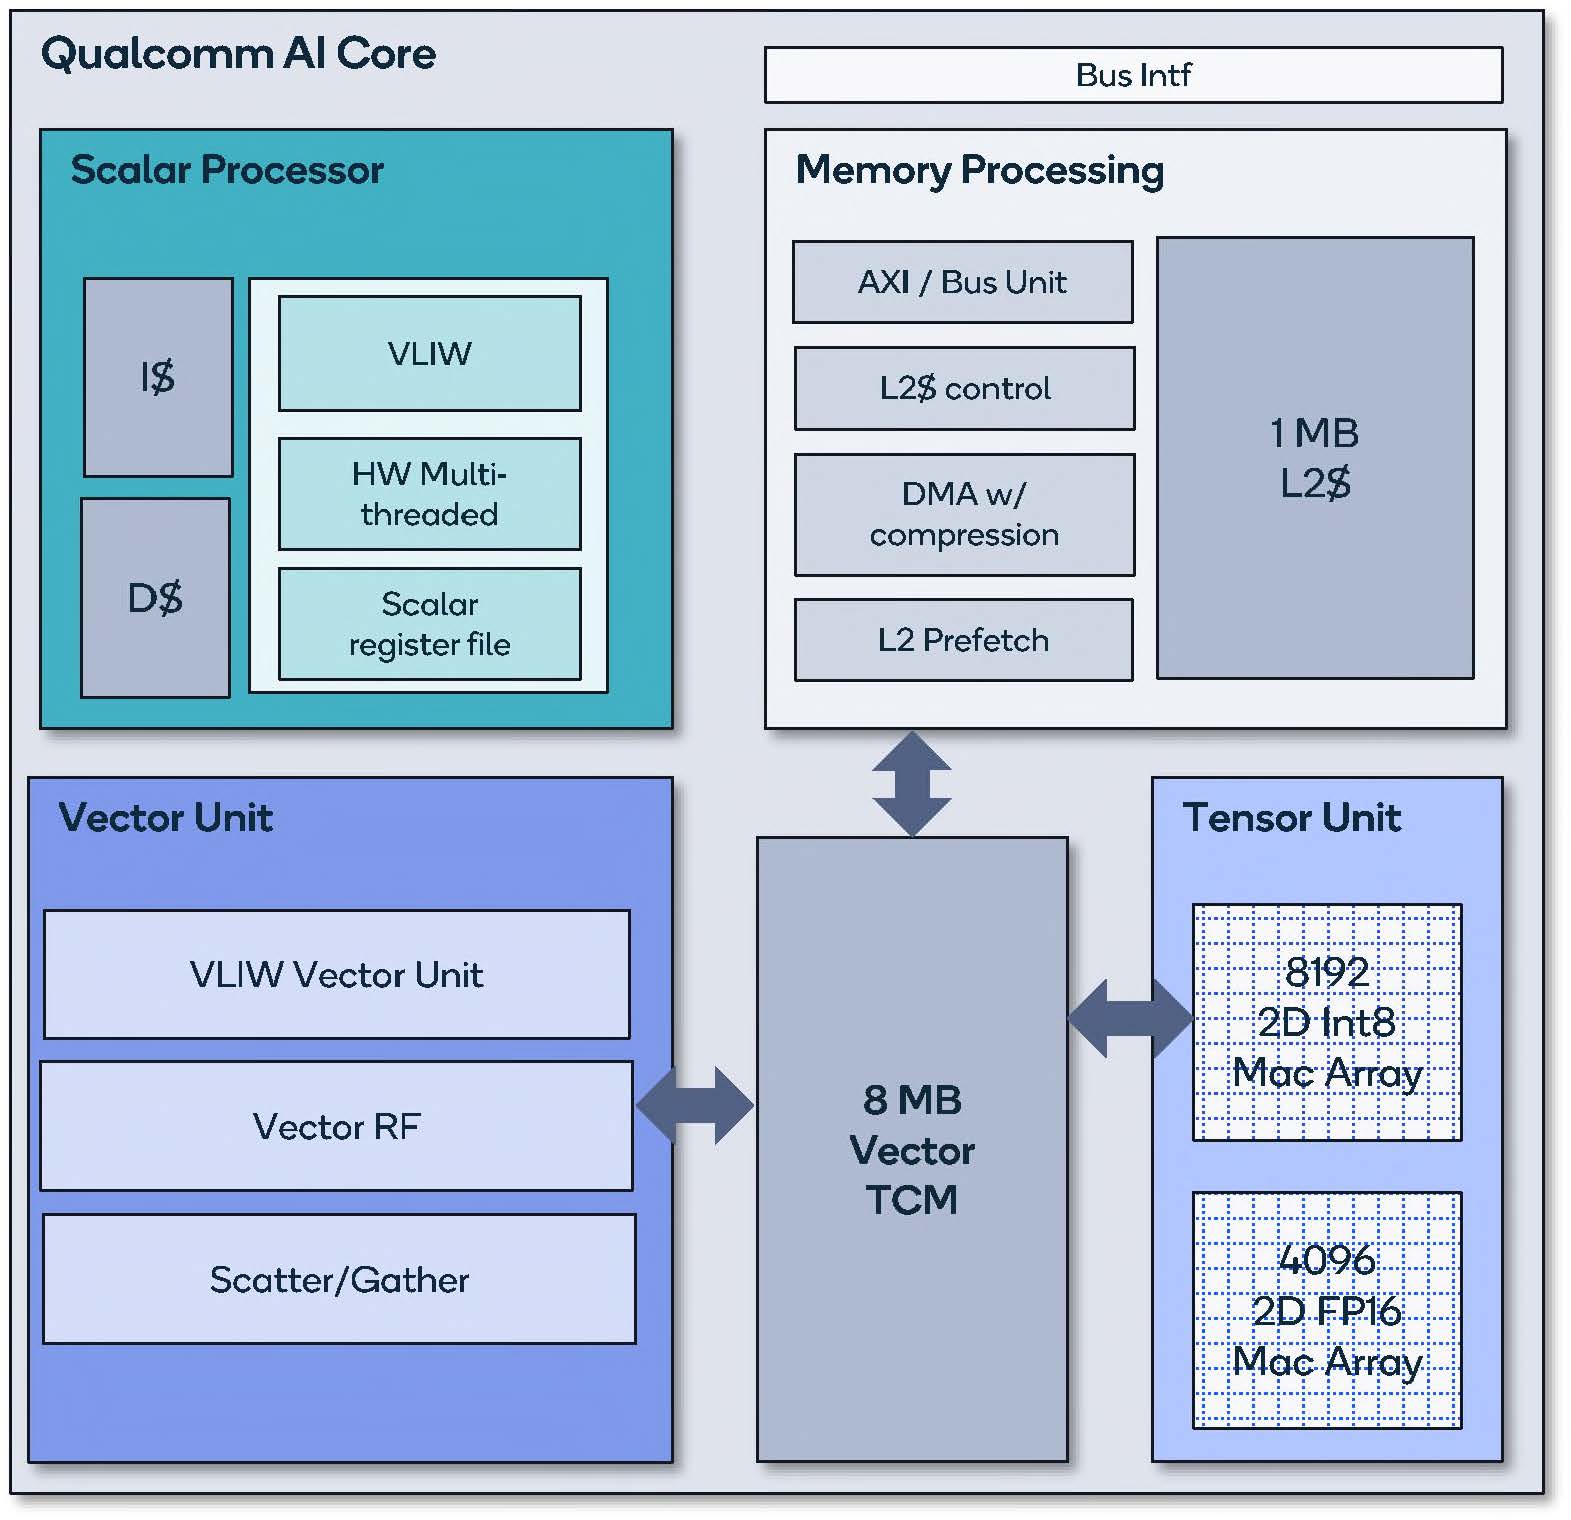 Qualcomm AI Core
Bus Intf
Scalar Processor
I$
D$
VLIW
HW Multi-
threaded
Scalar
register file
Memory Processing
AXI / Bus Unit
L2$ control
DMA w/
compression
L2 Prefetch
1 MB
L2$
Vector Unit
VLIW Vector Unit
Vector RF
Scatter/Gather
8 MB
Vector
TCM
Tensor Unit
8192
2D Int8
Mac Array
4096
2D FP16
Mac Array